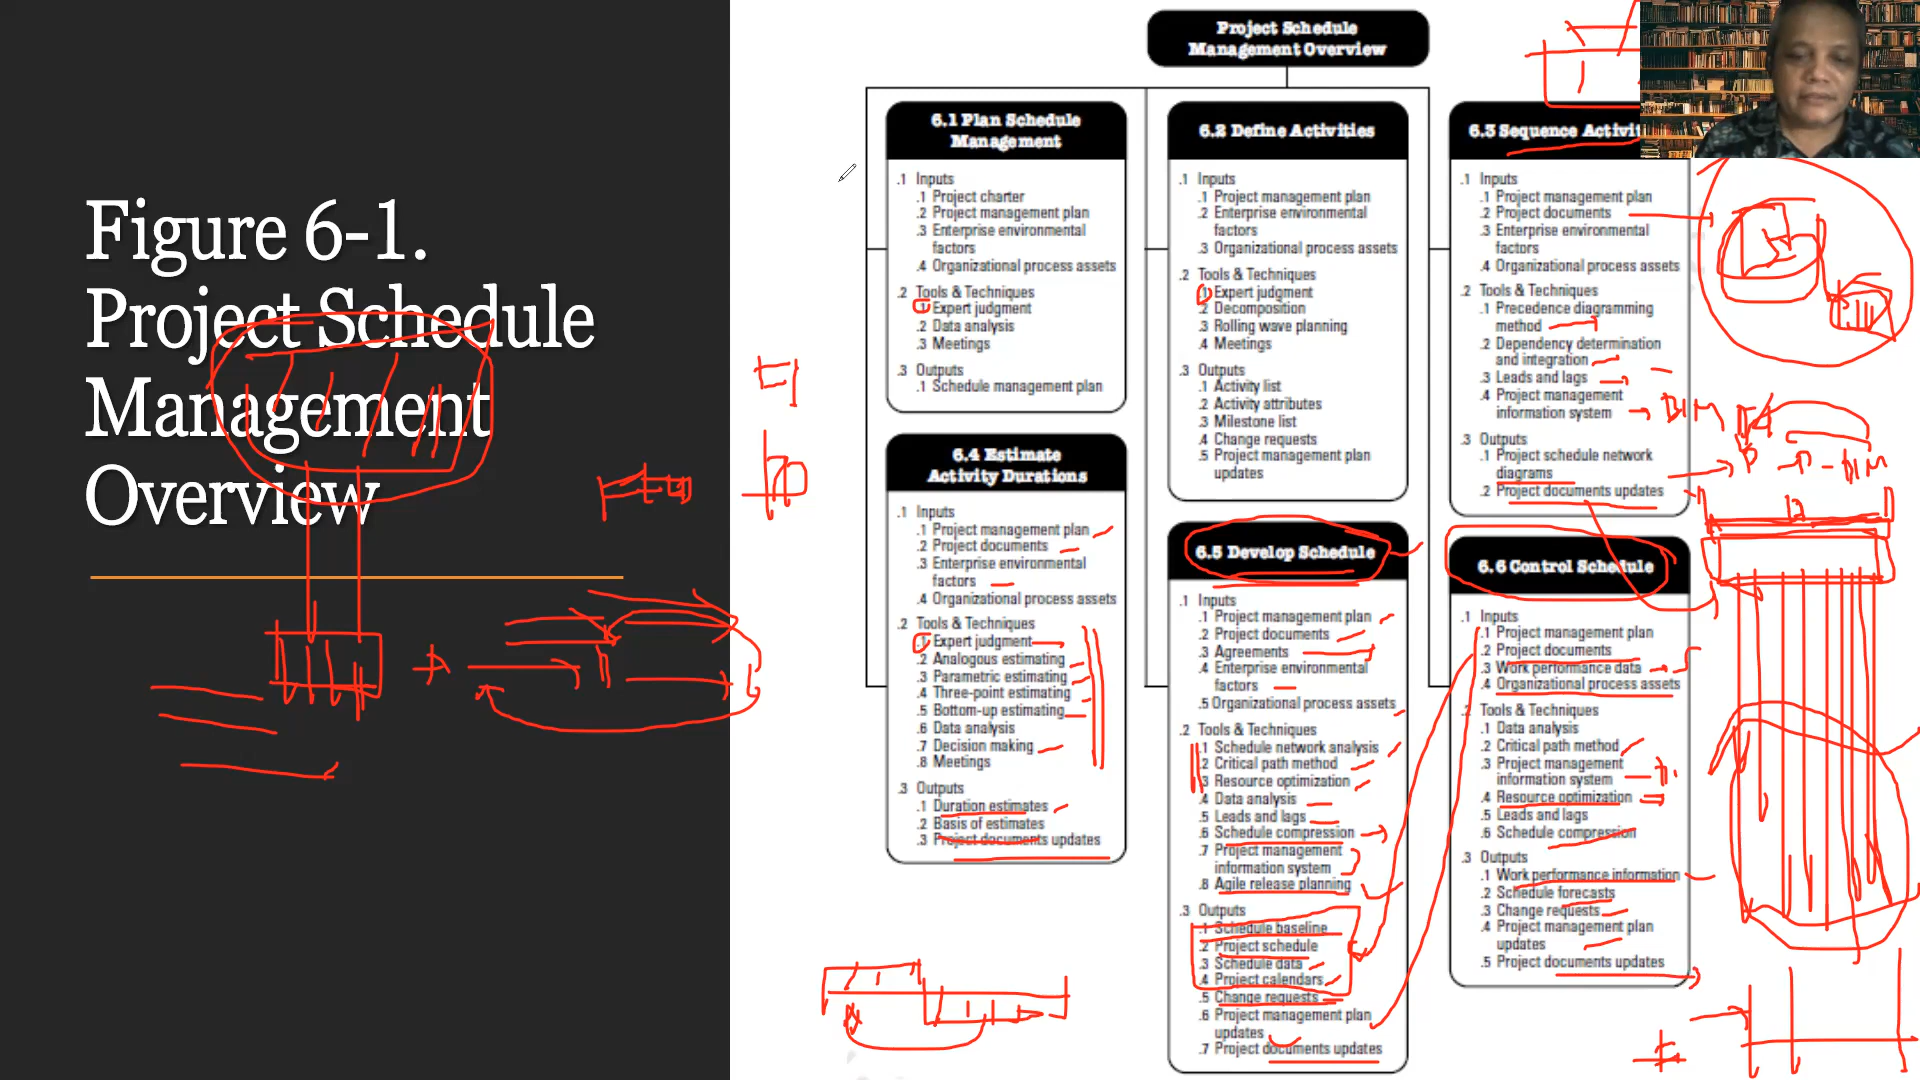 Figure 6-1.
Project Schedule
Management
Overview
Project Schedule
Management Overview
6.1 Plan Schedule
Management
.1 Inputs
.1 Project charter
.2 Project management plan
.3 Enterprise environmental
factors
.4 Organizational process assets
.2 Tools & Techniques
.1 Expert judgment
.2 Data analysis
.3 Meetings
.3 Outputs
.1 Schedule management plan
6.2 Define Activities
.1 Inputs
.1 Project management plan
.2 Enterprise environmental
factors
.3 Organizational process assets
.2 Tools & Techniques
.1 Expert judgment
.2 Decomposition
.3 Rolling wave planning
.4 Meetings
.3 Outputs
.1 Activity list
.2 Activity attributes
.3 Milestone list
.4 Change requests
.5 Project management plan
updates
6.3 Sequence Activit
.1 Inputs
.1 Project management plan
.2 Project documents
.3 Enterprise environmental
factors
.4 Organizational process assets
.2 Tools & Techniques
.1 Precedence diagramming
method
.2 Dependency determination
and integration
.3 Leads and lags
.4 Project management
information system
BIM
.3 Outputs
.1 Project schedule network
diagrams
.2 Project documents updates
6.4 Estimate
Activity Durations
.1 Inputs
.1 Project management plan
.2 Project documents
.3 Enterprise environmental
factors
.4 Organizational process assets
.2 Tools & Techniques
.1 Expert judgment
.2 Analogous estimating
.3 Parametric estimating
.4 Three-point estimating
.5 Bottom-up estimating
.6 Data analysis
.7 Decision making
.8 Meetings
.3 Outputs
.1 Duration estimates
.2 Basis of estimates
.3 Project documents updates
6.5 Develop Schedule
.1 Inputs
.1 Project management plan
.2 Project documents
.3 Agreements
.4 Enterprise environmental
factors
.5 Organizational process assets
.2 Tools & Techniques
.1 Schedule network analysis
.2 Critical path method
.3 Resource optimization
.4 Data analysis
.5 Leads and lags
.6 Schedule compression
.7 Project management
information system
.8 Agile release planning
.3 Outputs
.1 Schedule baseline
.2 Project schedule
.3 Schedule data
.4 Project calendars
.5 Change requests
.6 Project management plan
updates
.7 Project documents updates
6.6 Control Schedule
.1 Inputs
.1 Project management plan
.2 Project documents
.3 Work performance data
.4 Organizational process assets
.2 Tools & Techniques
.1 Data analysis
.2 Critical path method
.3 Project management
information system
.4 Resource optimization
.5 Leads and lags
.6 Schedule compression
.3 Outputs
.1 Work performance information
.2 Schedule forecasts
.3 Change requests
.4 Project management plan
updates
.5 Project documents updates